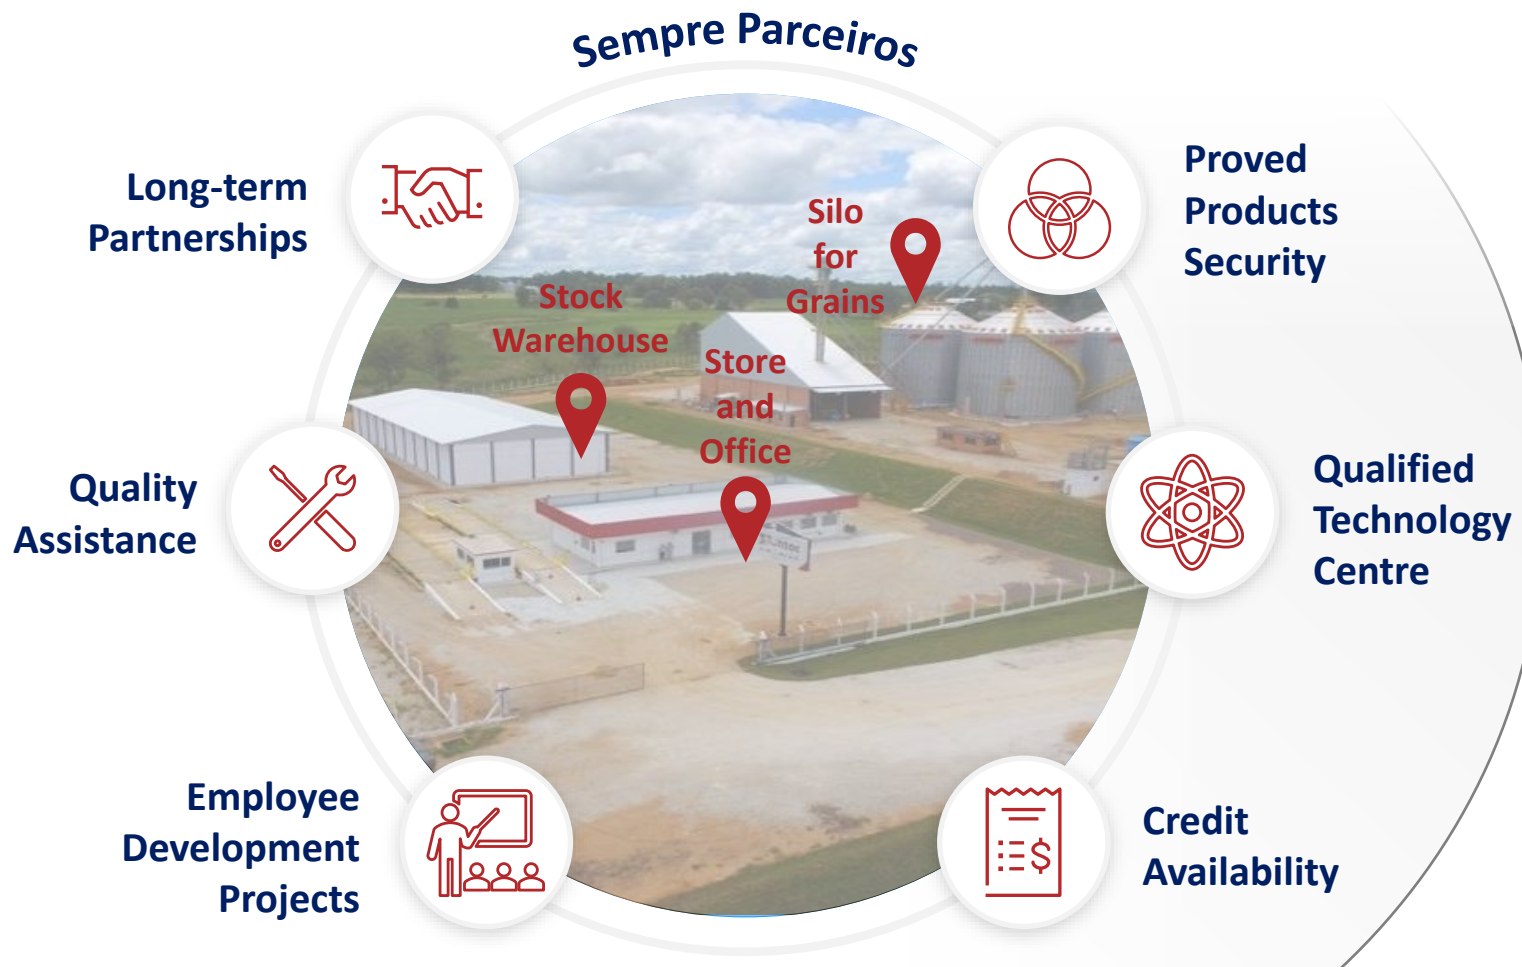 Sempre Parceiros
Long-term
Partnerships
Proved
Products
Security
Silo
for
Grains
Stock
Warehouse
Store
and
Office
Quality
Assistance
Qualified
Technology
Centre
Employee
Development
Projects
Credit
Availability
$